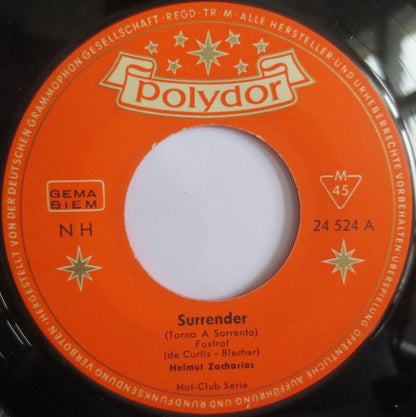 HERGESTELLT VON DER DEUTSCHEN GRAMMOPHON GESELLSCHAFT - REGD · TR · M - ALLE HERSTELLER UND URHEBERRECHTE VORBEHALTEN · ÜBERSPIELUNG ÖFFENTLICHE AUFFÜHRUNG UND RUNDFUNKSENDUNG VERBOTEN
Polydor
GEMA
BIEM
M
45
NH
24 524 A
Surrender
(Torna A Sorrento)
Foxtrot
(de Curtis - Blecher)
Helmut Zacharias
Hot-Club Serie